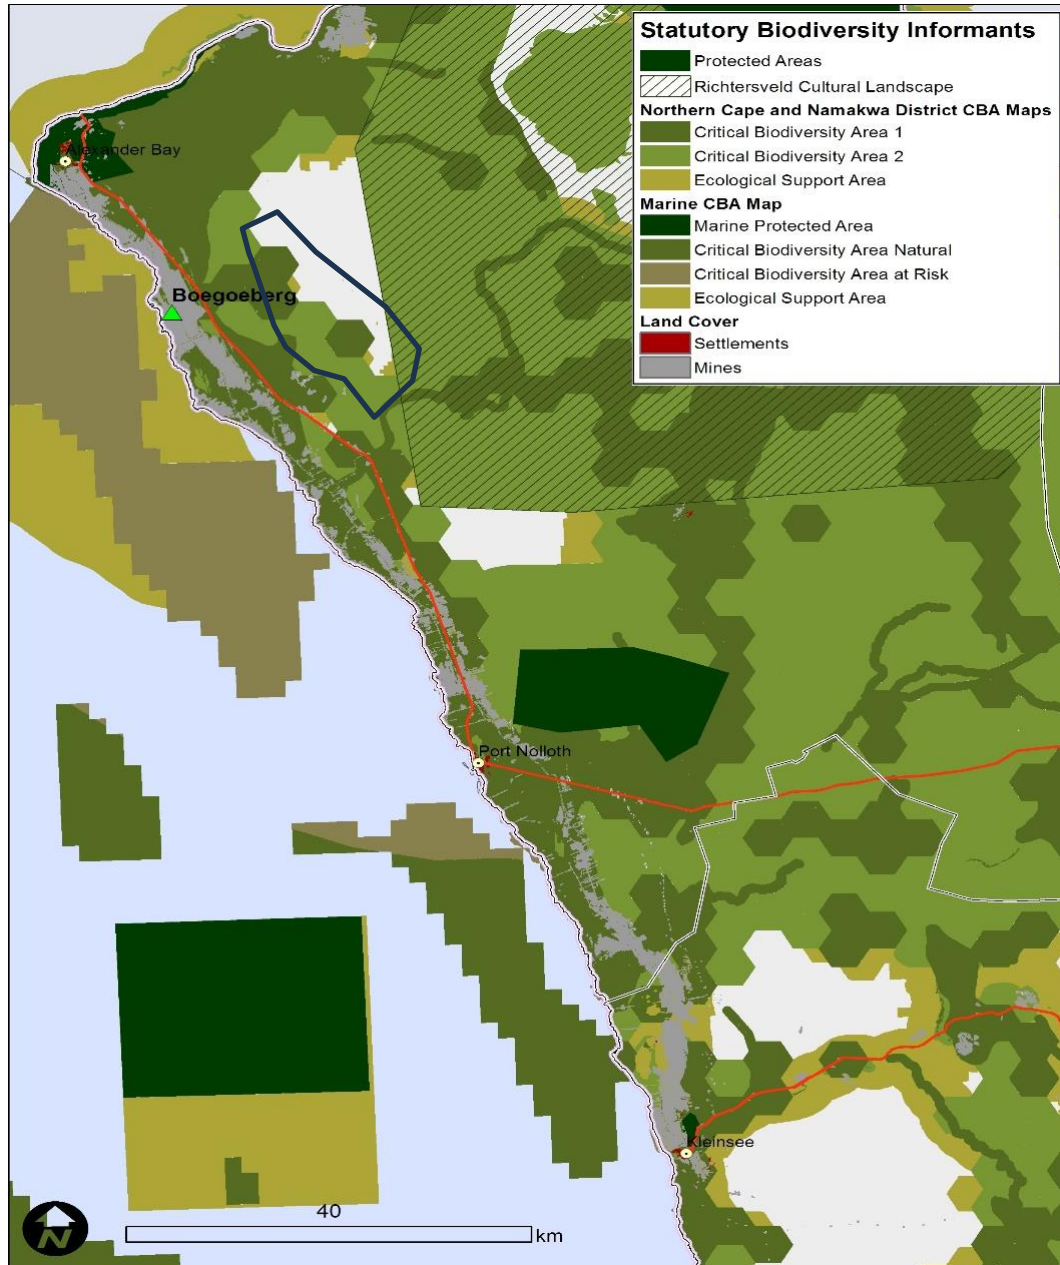 Statutory Biodiversity Informants
Protected Areas
Richtersveld Cultural Landscape
Northern Cape and Namakwa District CBA Maps
Critical Biodiversity Area 1
Critical Biodiversity Area 2
Ecological Support Area
Marine CBA Map
Marine Protected Area
Critical Biodiversity Area Natural
Critical Biodiversity Area at Risk
Ecological Support Area
Land Cover
Settlements
Mines
Alexander Bay
Boegoeberg
Port Nolloth
Kleinsee
40
km
N